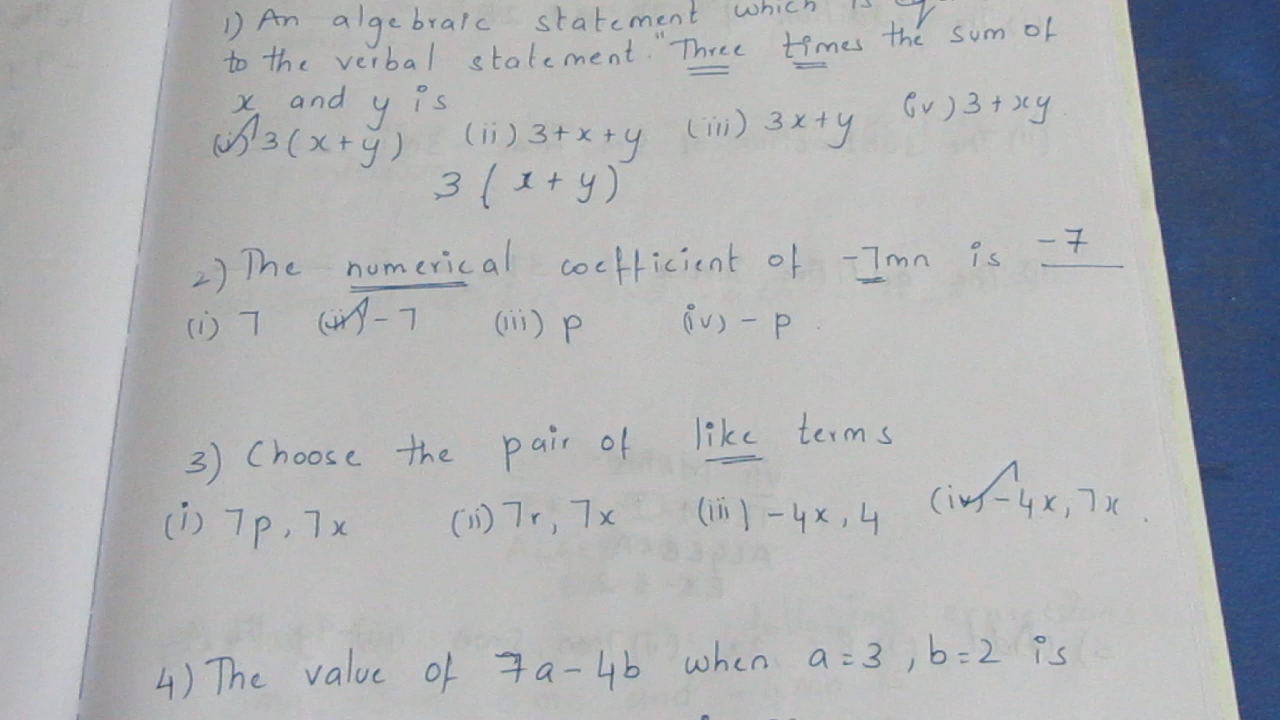 1) An algebraic statement which is
to the verbal statement. "Three times the sum of
x and y is
(i) 3(x+y) (ii) 3+x+y (iii) 3x+y (iv) 3+xy
3(x+y)
2) The numerical coefficient of -7mn is -7
(i) 7 (ii) -7 (iii) p (iv) -p
3) Choose the pair of like terms
(i) 7p, 7x (ii) 7r, 7x (iii) -4x, 4 (iv) -4x, 7x.
4) The value of 7a-4b when a=3, b=2 is